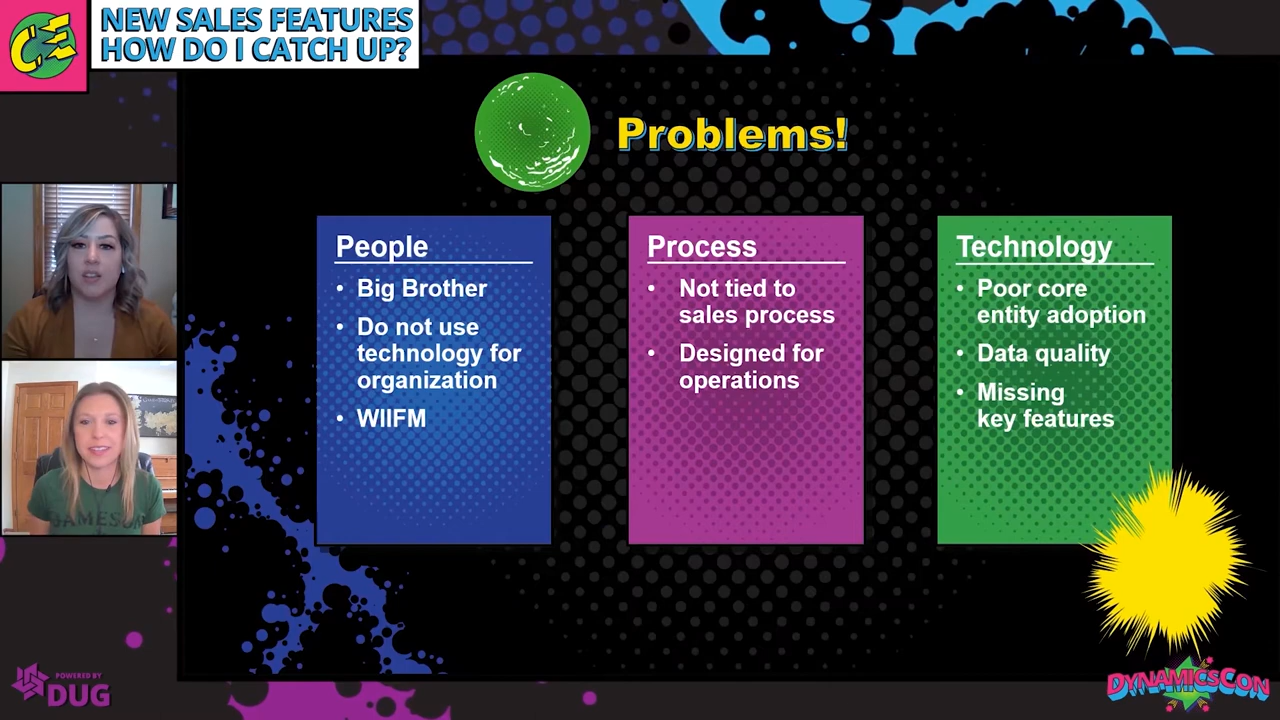 CE
NEW SALES FEATURES
HOW DO I CATCH UP?
Problems!
People
• Big Brother
• Do not use
technology for
organization
• WIIFM
Process
• Not tied to
sales process
• Designed for
operations
Technology
• Poor core
entity adoption
• Data quality
• Missing
key features
JAMESON
POWERED BY
DUG
DYNAMICSCON